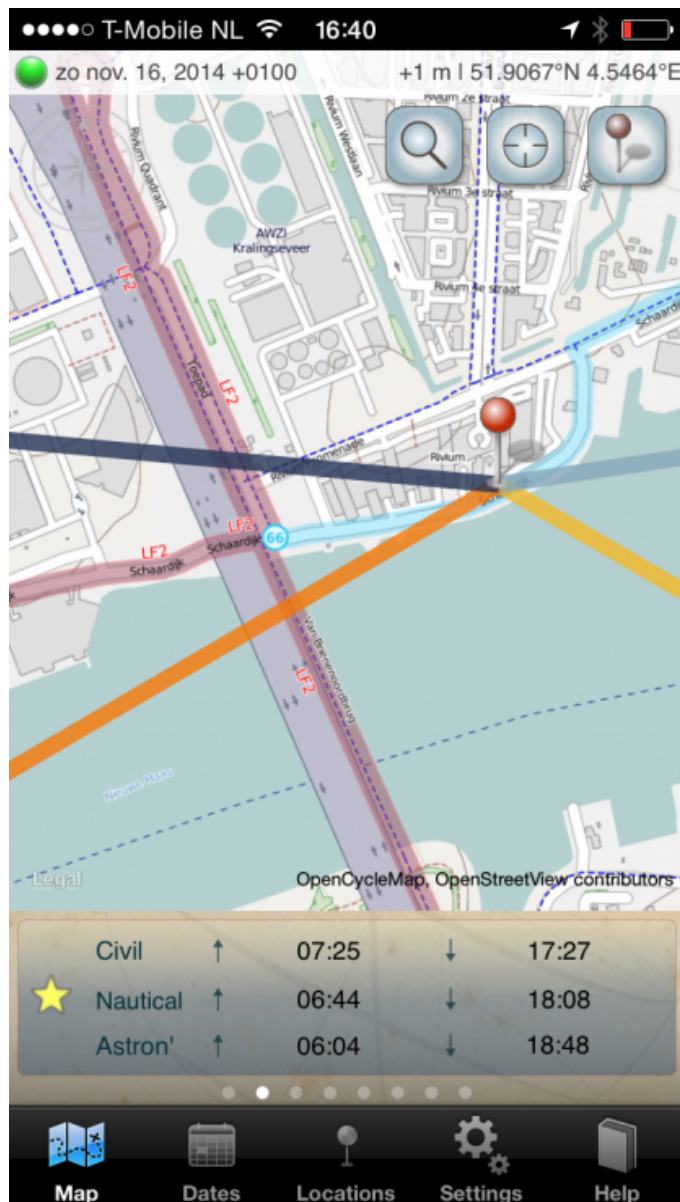 T-Mobile NL 16:40
zo nov. 16, 2014 +0100 +1 m | 51.9067°N 4.5464°E
Rivium 2e straat
Rivium Westlaan
Rivium Quadrant
Rivium 3e straat
AWZI
Kralingseveer
Rivium 4e straat
LF2
Schaardijk
Toepad
LF2
Rivium Promenade
Rivium
LF2
66
LF2
Schaardijk
Schaardijk
Van Brienenoordbrug
LF2
Nieuwe Maas
Legal
OpenCycleMap, OpenStreetView contributors
Civil ↑ 07:25 ↓ 17:27
Nautical ↑ 06:44 ↓ 18:08
Astron' ↑ 06:04 ↓ 18:48
Map Dates Locations Settings Help